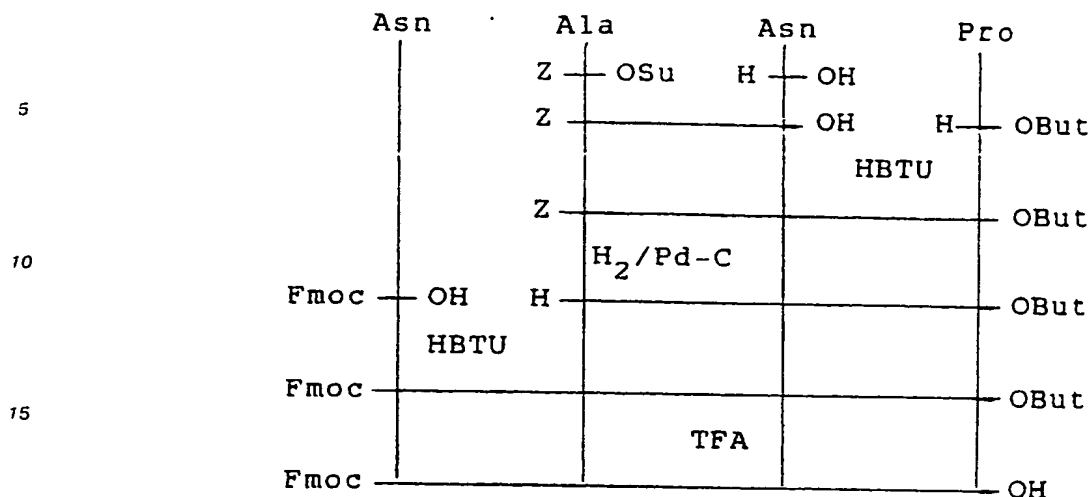 Asn Ala Asn Pro
Z OSu H OH
5
Z OH H OBut
HBTU
Z OBut
10
H2/Pd-C
Fmoc OH H OBut
HBTU
Fmoc OBut
15
TFA
Fmoc OH